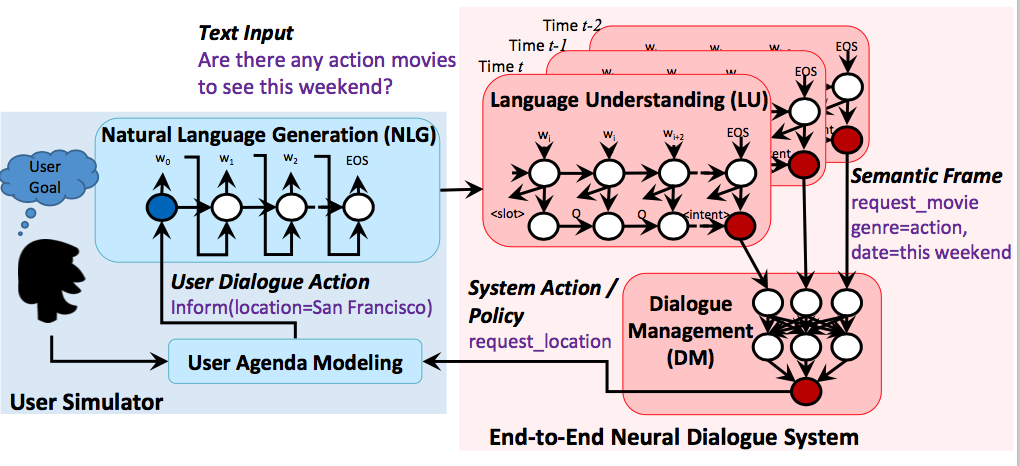 Text Input
Are there any action movies
to see this weekend?
Time t-2
Time t-1
Time t
EOS
EOS
Language Understanding (LU)
wᵢ
wᵢ
wᵢ₊₂
EOS
<slot>
O
O
<intent>
Natural Language Generation (NLG)
w₀
w₁
w₂
EOS
User
Goal
Semantic Frame
request_movie
genre=action,
date=this weekend
User Dialogue Action
Inform(location=San Francisco)
System Action /
Policy
request_location
Dialogue
Management
(DM)
User Agenda Modeling
User Simulator
End-to-End Neural Dialogue System